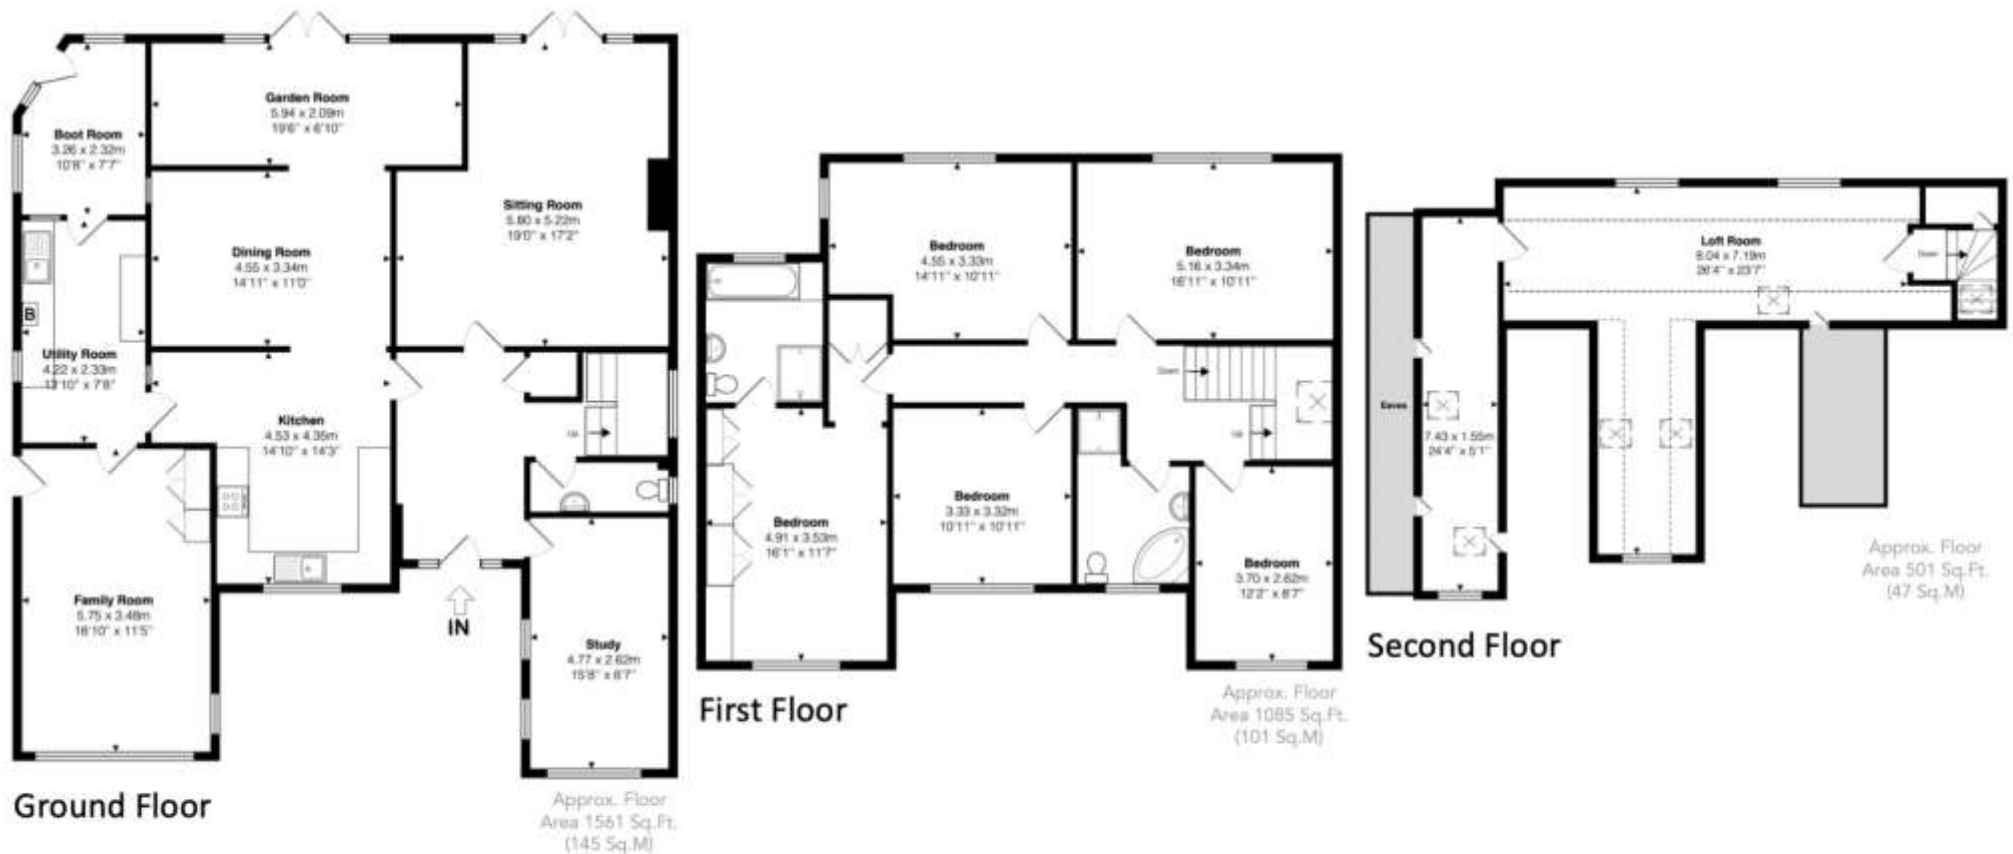 Garden Room
5.94 x 2.09m
19'6" x 6'10"
Boot Room
3.26 x 2.32m
10'8" x 7'7"
Sitting Room
5.80 x 5.22m
19'0" x 17'2"
Dining Room
4.55 x 3.34m
14'11" x 11'0"
B
Utility Room
4.22 x 2.33m
13'10" x 7'8"
Kitchen
4.53 x 4.35m
14'10" x 14'3"
Up
Family Room
5.75 x 3.48m
18'10" x 11'5"
IN
Study
4.77 x 2.62m
15'8" x 8'7"
Ground Floor
Approx. Floor
Area 1561 Sq.Ft.
(145 Sq.M)
Bedroom
4.55 x 3.33m
14'11" x 10'11"
Bedroom
5.16 x 3.34m
16'11" x 10'11"
Down
Up
Bedroom
4.91 x 3.53m
16'1" x 11'7"
Bedroom
3.33 x 3.32m
10'11" x 10'11"
Bedroom
3.70 x 2.62m
12'2" x 8'7"
First Floor
Approx. Floor
Area 1085 Sq.Ft.
(101 Sq.M)
Loft Room
8.04 x 7.19m
26'4" x 23'7"
Down
Eaves
7.43 x 1.55m
24'4" x 5'1"
Second Floor
Approx. Floor
Area 501 Sq.Ft.
(47 Sq.M)